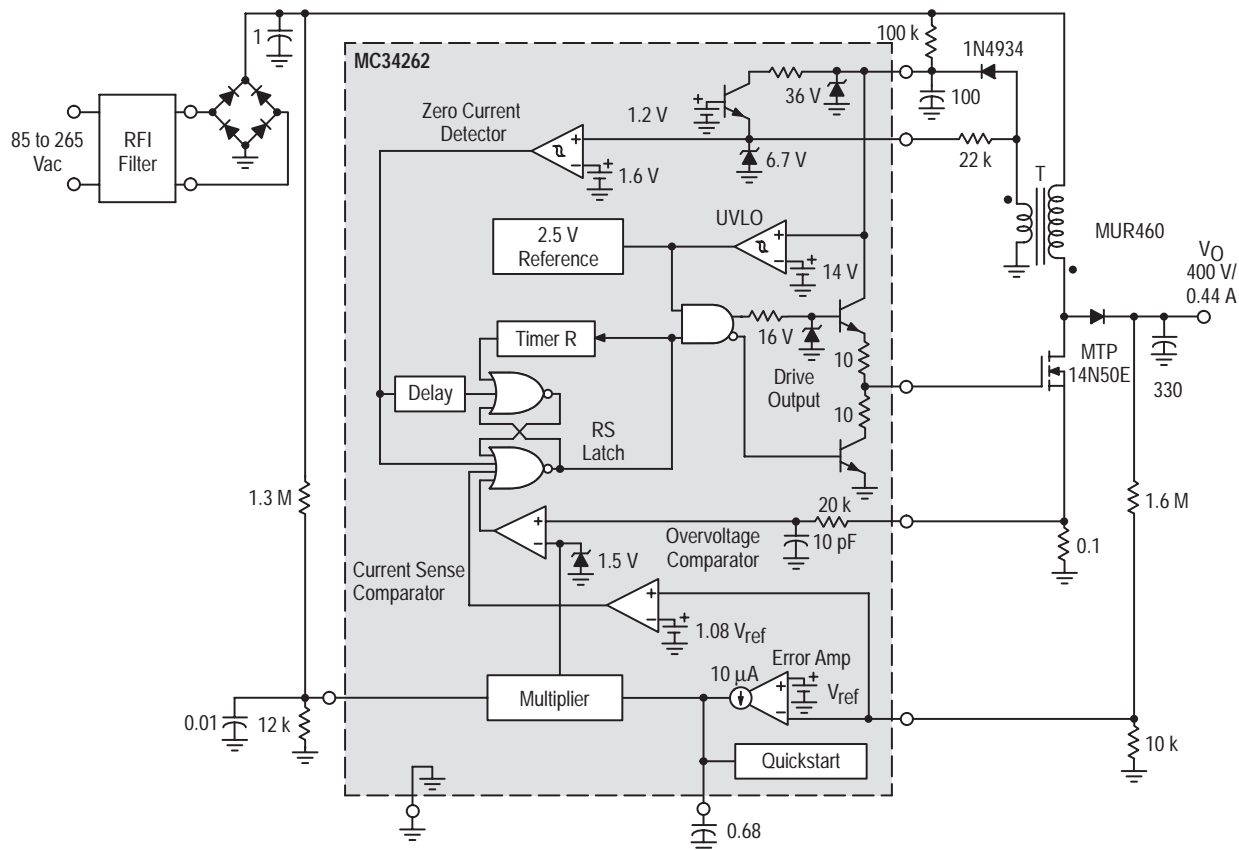 1
100 k
1N4934
MC34262
36 V
100
1.2 V
Zero Current
Detector
85 to 265
Vac
RFI
Filter
6.7 V
22 k
1.6 V
T
UVLO
2.5 V
Reference
MUR460
14 V
VO
400 V/
0.44 A
Timer R
16 V
10
MTP
14N50E
Drive
Output
330
Delay
10
RS
Latch
1.3 M
20 k
1.6 M
Overvoltage
Comparator
10 pF
0.1
1.5 V
Current Sense
Comparator
1.08 Vref
Error Amp
10 µA
Vref
Multiplier
0.01
12 k
10 k
Quickstart
0.68